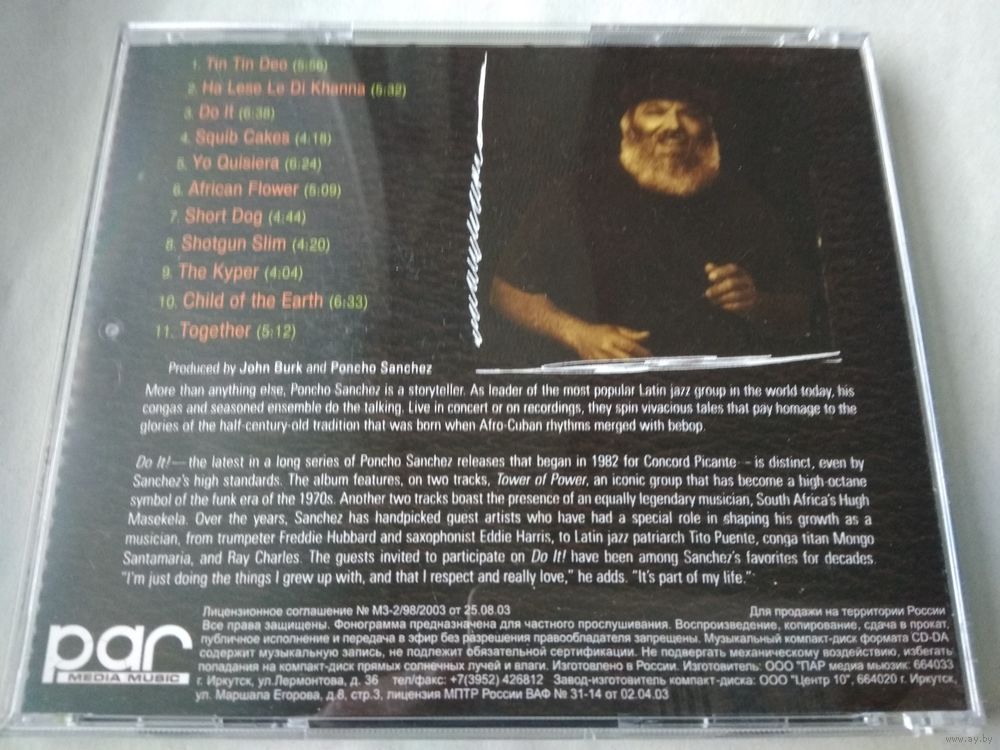 1. Tin Tin Deo (5:56)
2. Ha Lese Le Di Khanna (5:32)
3. Do It (6:38)
4. Squib Cakes (4:18)
5. Yo Quisiera (6:24)
6. African Flower (5:09)
7. Short Dog (4:44)
8. Shotgun Slim (4:20)
9. The Kyper (4:04)
10. Child of the Earth (6:33)
11. Together (5:12)
Produced by John Burk and Poncho Sanchez
More than anything else, Poncho Sanchez is a storyteller. As leader of the most popular Latin jazz group in the world today, his
congas and seasoned ensemble do the talking. Live in concert or on recordings, they spin vivacious tales that pay homage to the
glories of the half-century-old tradition that was born when Afro-Cuban rhythms merged with bebop.
Do It!—the latest in a long series of Poncho Sanchez releases that began in 1982 for Concord Picante—is distinct, even by
Sanchez's high standards. The album features, on two tracks, Tower of Power, an iconic group that has become a high-octane
symbol of the funk era of the 1970s. Another two tracks boast the presence of an equally legendary musician, South Africa's Hugh
Masekela. Over the years, Sanchez has handpicked guest artists who have had a special role in shaping his growth as a
musician, from trumpeter Freddie Hubbard and saxophonist Eddie Harris, to Latin jazz patriarch Tito Puente, conga titan Mongo
Santamaria, and Ray Charles. The guests invited to participate on Do It! have been among Sanchez's favorites for decades.
"I'm just doing the things I grew up with, and that I respect and really love," he adds. "It's part of my life."
Лицензионное соглашение № МЗ-2/98/2003 от 25.08.03 Для продажи на территории России
Все права защищены. Фонограмма предназначена для частного прослушивания. Воспроизведение, копирование, сдача в прокат,
публичное исполнение и передача в эфир без разрешения правообладателя запрещены. Музыкальный компакт-диск формата CD-DA
содержит музыкальную запись, не подлежит обязательной сертификации. Не подвергать механическому воздействию, избегать
попадания на компакт-диск прямых солнечных лучей и влаги. Изготовлено в России. Изготовитель: ООО "ПАР медиа мьюзик: 664033
г. Иркутск, ул.Лермонтова, д. 36 тел/факс: +7(3952) 426812 Завод-изготовитель компакт-диска: ООО "Центр 10", 664020 г. Иркутск,
ул. Маршала Егорова, д.8, стр.3, лицензия МПТР России ВАФ № 31-14 от 02.04.03
par
MEDIA MUSIC
www.ay.by